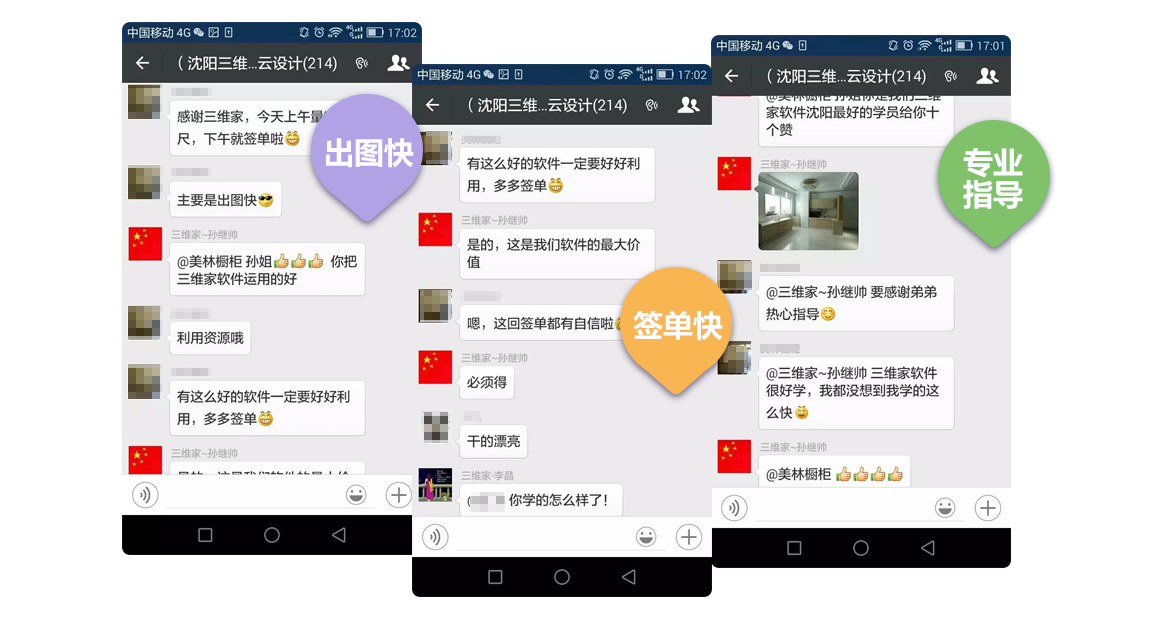 中国移动 4G 4G 17:02
（ 沈阳三维...云设计(214)
感谢三维家，今天上午量
尺，下午就签单啦
主要是出图快
三维家~孙继帅
@美林橱柜 孙姐 你把
三维家软件运用的好
利用资源哦
有这么好的软件一定要好好利
用，多多签单
三维家~孙继帅
出图快
中国移动 4G 4G 17:02
（ 沈阳三维...云设计(214)
有这么好的软件一定要好好利
用，多多签单
三维家~孙继帅
是的，这是我们软件的最大价
值
嗯，这回签单都有自信啦
三维家~孙继帅
必须得
干的漂亮
三维家-李晶
@ 你学的怎么样了！
签单快
中国移动 4G 4G 17:01
（ 沈阳三维...云设计(214)
@美林橱柜 孙姐你是我们三维
家软件沈阳最好的学员给你十
个赞
三维家~孙继帅
@三维家~孙继帅 要感谢弟弟
热心指导
@三维家~孙继帅 三维家软件
很好学，我都没想到我学的这
么快
三维家~孙继帅
@美林橱柜
专业
指导